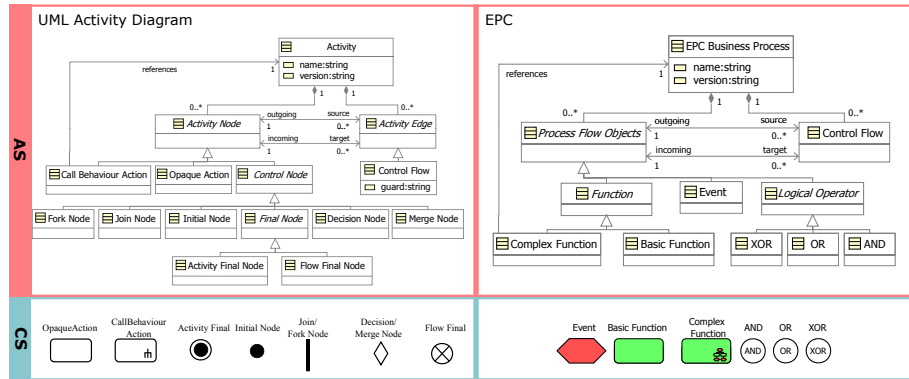 UML Activity Diagram
EPC
AS
Activity
name:string
version:string
references
1
1
1
0..*
0..*
Activity Node
outgoing
source
1
0..*
incoming
target
1
0..*
Activity Edge
Call Behaviour Action
Opaque Action
Control Node
Control Flow
guard:string
Fork Node
Join Node
Initial Node
Final Node
Decision Node
Merge Node
Activity Final Node
Flow Final Node
EPC Business Process
name:string
version:string
references
1
1
1
0..*
0..*
Process Flow Objects
outgoing
source
1
0..*
incoming
target
1
0..*
Control Flow
Function
Event
Logical Operator
Complex Function
Basic Function
XOR
OR
AND
CS
OpaqueAction
CallBehaviour
Action
Activity Final
Initial Node
Join/
Fork Node
Decision/
Merge Node
Flow Final
Event
Basic Function
Complex
Function
AND
OR
XOR
AND
OR
XOR